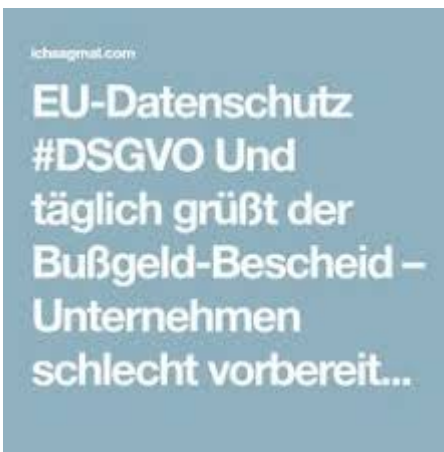 ichsagmal.com
EU-Datenschutz
#DSGVO Und
täglich grüßt der
Bußgeld-Bescheid –
Unternehmen
schlecht vorbereit...